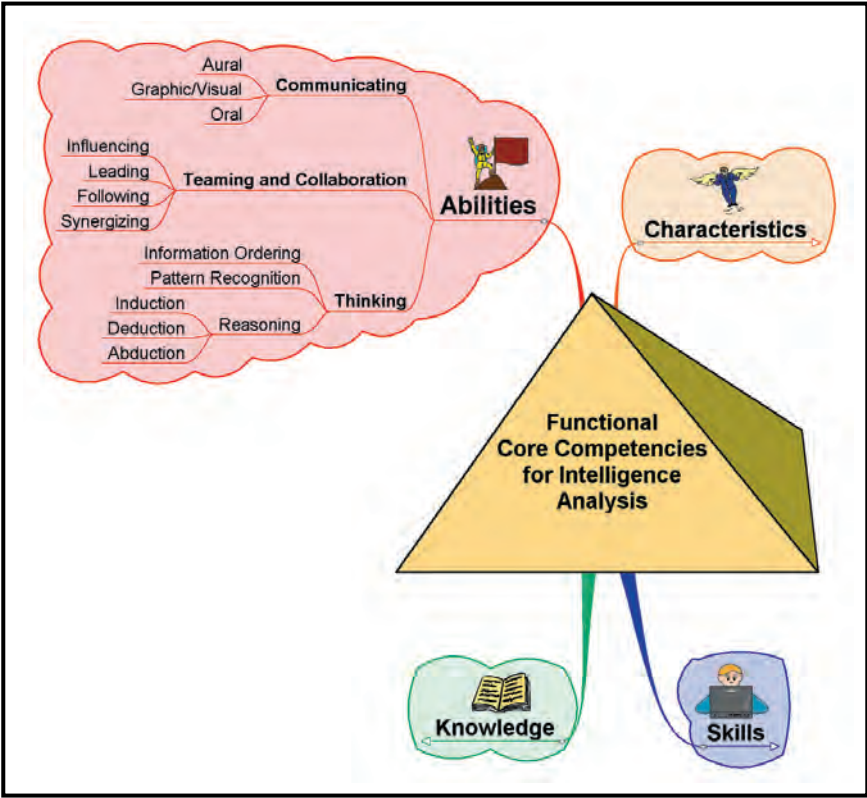 Aural
Graphic/Visual
Oral
Communicating
Influencing
Leading
Following
Synergizing
Teaming and Collaboration
Information Ordering
Pattern Recognition
Induction
Deduction
Abduction
Reasoning
Thinking
Abilities
Characteristics
Functional
Core Competencies
for Intelligence
Analysis
Knowledge
Skills